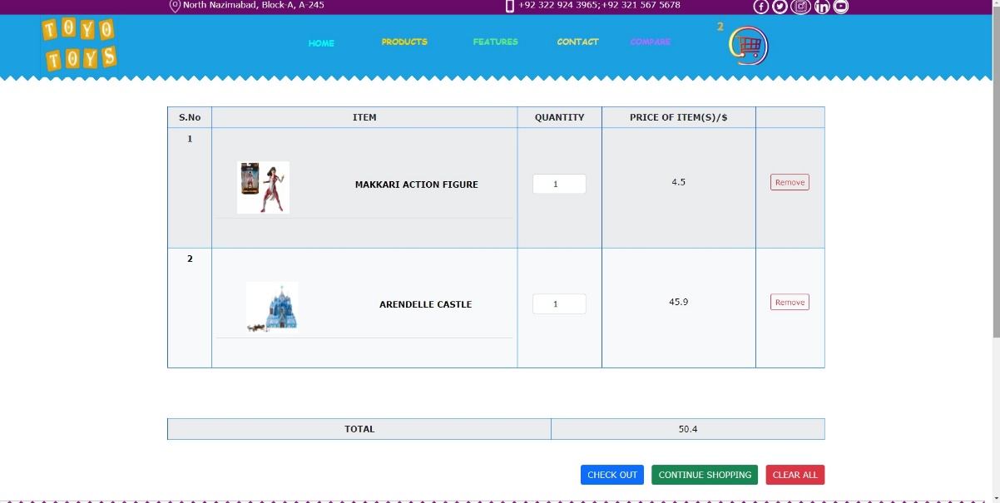 North Nazimabad, Block-A, A-245
+92 322 924 3965;+92 321 567 5678
TOYO
TOYS
HOME
PRODUCTS
FEATURES
CONTACT
COMPARE
2
S.No ITEM QUANTITY PRICE OF ITEM(S)/$
1 MAKKARI ACTION FIGURE 1 4.5 Remove
2 ARENDELLE CASTLE 1 45.9 Remove
TOTAL 50.4
CHECK OUT CONTINUE SHOPPING CLEAR ALL